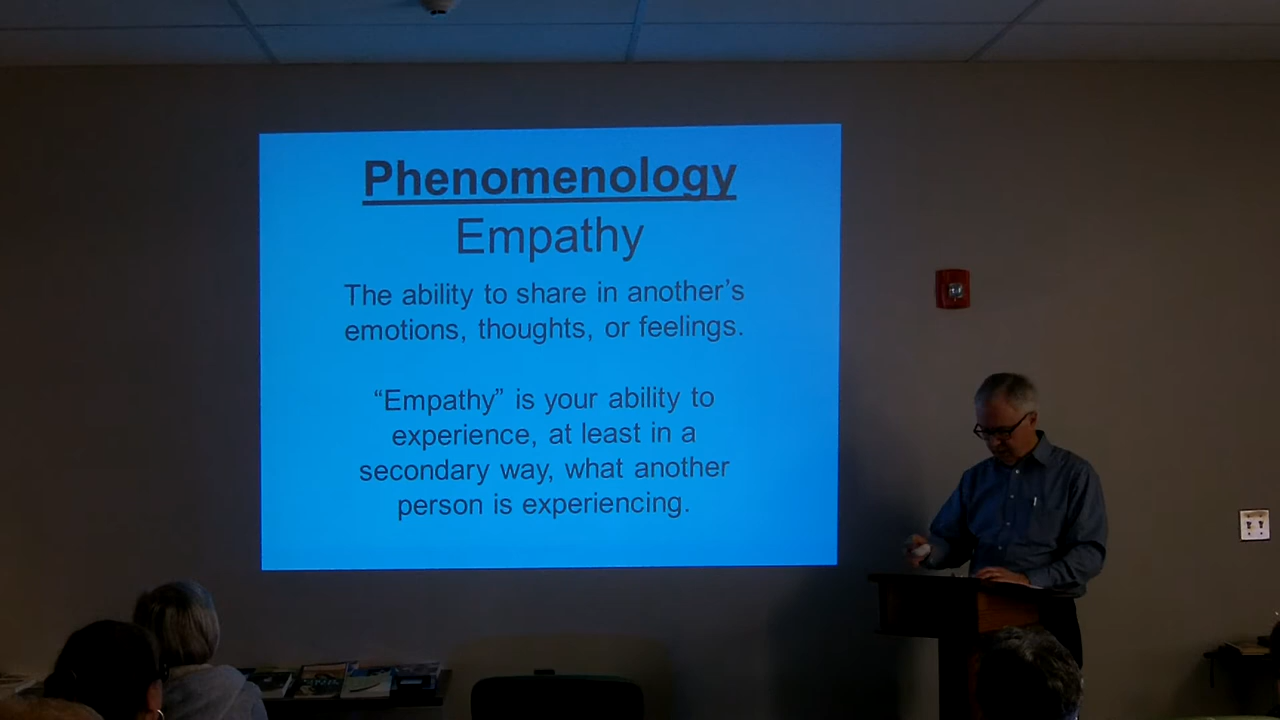 Phenomenology
Empathy
The ability to share in another's
emotions, thoughts, or feelings.
“Empathy” is your ability to
experience, at least in a
secondary way, what another
person is experiencing.